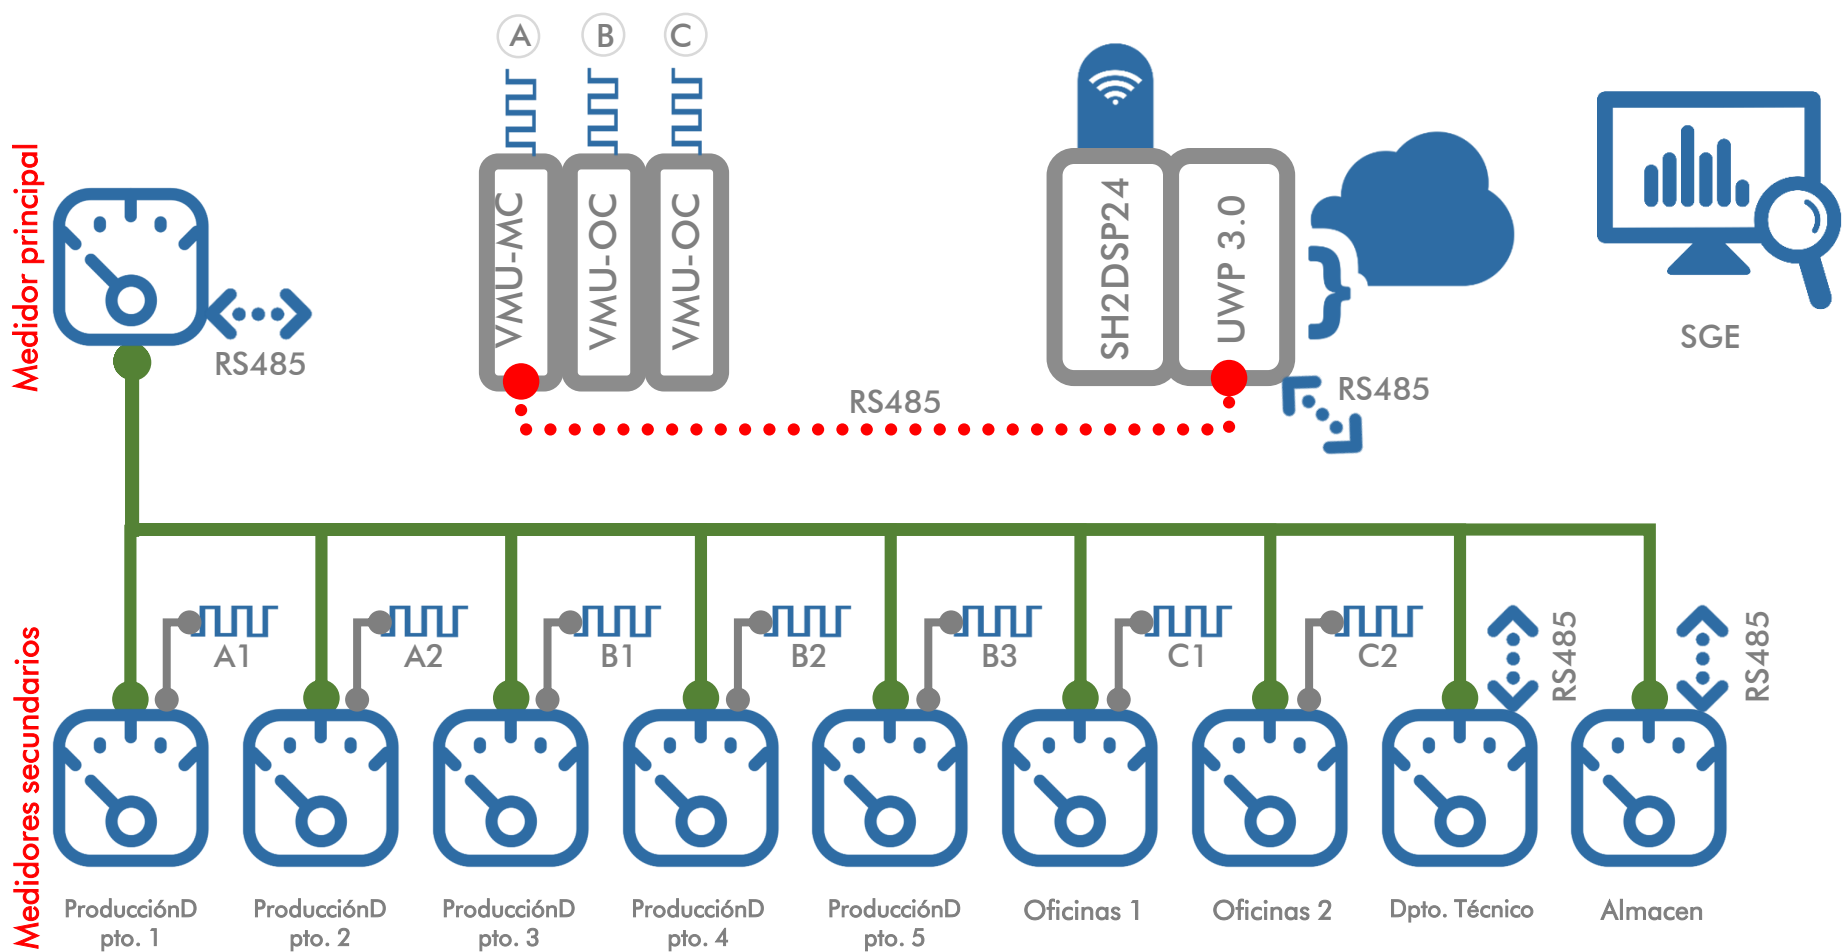 A
B
C
Medidor principal
VMU-MC
VMU-OC
VMU-OC
SH2DSP24
UWP 3.0
SGE
RS485
RS485
RS485
Medidores secundarios
A1
A2
B1
B2
B3
C1
C2
RS485
RS485
ProducciónD
pto. 1
ProducciónD
pto. 2
ProducciónD
pto. 3
ProducciónD
pto. 4
ProducciónD
pto. 5
Oficinas 1
Oficinas 2
Dpto. Técnico
Almacen